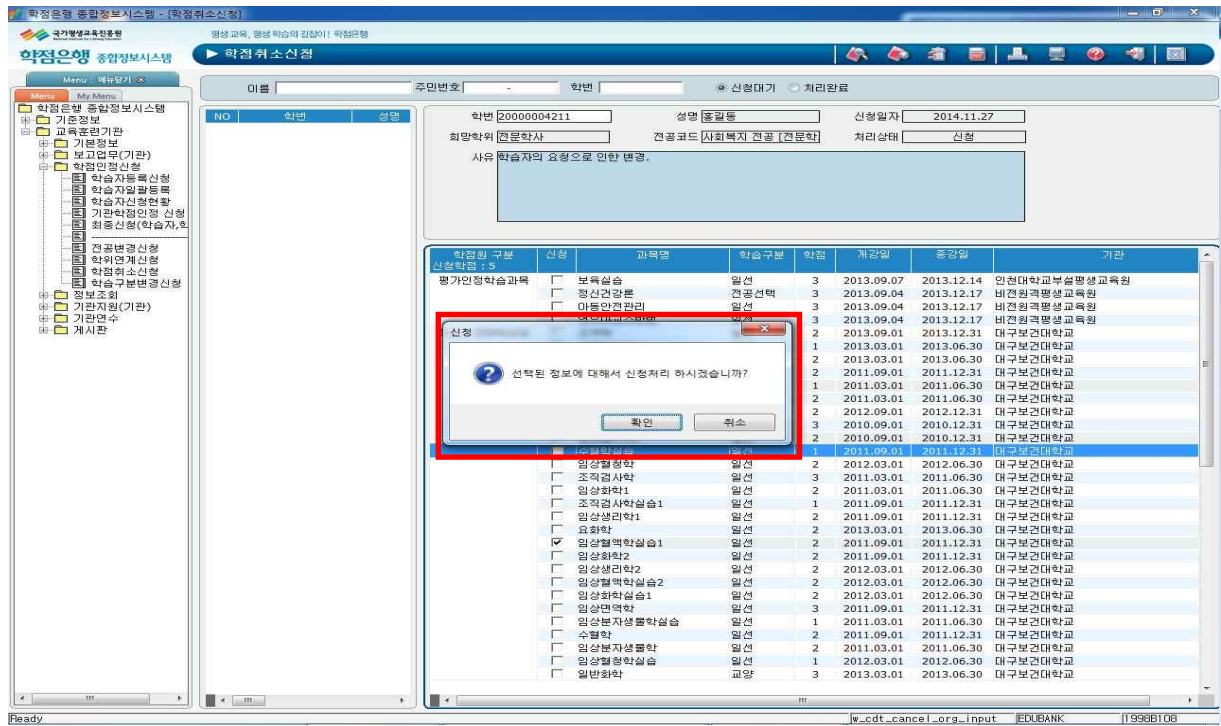 학점은행 종합정보시스템 - [학점취소신청]
국가평생교육진흥원
평생 교육, 평생 학습의 길잡이! 학점은행
학점은행 종합정보시스템
▶ 학점취소신청
Menu : 메뉴닫기
Menu My Menu
이름 주민번호 - 학번 신청대기 처리완료
학점은행 종합정보시스템
기준정보
교육훈련기관
기본정보
보고업무(기관)
학점인정신청
학습자등록신청
학습자일괄등록
학습자신청현황
기관학점인정 신청
최종신청(학습자,학
전공변경신청
학위연계신청
학점취소신청
학습구분변경신청
정보조회
기관지원(기관)
기관연수
게시판
NO 학번 성명
학번 20000004211 성명 홍길동 신청일자 2014.11.27
희망학위 전문학사 전공코드 사회복지 전공 [전문학] 처리상태 신청
사유 학습자의 요청으로 인한 변경.
학점원 구분 신청 과목명 학습구분 학점 개강일 종강일 기관
신청학점 : 5
평가인정학습과목 보육실습 일선 3 2013.09.07 2013.12.14 인천대학교부설평생교육원
정신건강론 전공선택 3 2013.09.04 2013.12.17 비전원격평생교육원
아동안전관리 일선 3 2013.09.04 2013.12.17 비전원격평생교육원
3 2013.09.04 2013.12.17 비전원격평생교육원
2 2013.09.01 2013.12.31 대구보건대학교
1 2013.03.01 2013.06.30 대구보건대학교
2 2013.03.01 2013.06.30 대구보건대학교
2 2011.09.01 2011.12.31 대구보건대학교
1 2011.03.01 2011.06.30 대구보건대학교
2 2011.03.01 2011.06.30 대구보건대학교
2 2012.09.01 2012.12.31 대구보건대학교
3 2010.09.01 2010.12.31 대구보건대학교
2 2010.09.01 2010.12.31 대구보건대학교
신청
선택된 정보에 대해서 신청처리 하시겠습니까?
확인 취소
수혈학실습 일선 1 2011.09.01 2011.12.31 대구보건대학교
임상혈청학 일선 2 2012.03.01 2012.06.30 대구보건대학교
조직검사학 일선 3 2011.03.01 2011.06.30 대구보건대학교
임상화학1 일선 2 2011.03.01 2011.06.30 대구보건대학교
조직검사학실습1 일선 1 2011.09.01 2011.12.31 대구보건대학교
임상생리학1 일선 2 2011.09.01 2011.12.31 대구보건대학교
요화학 일선 2 2013.03.01 2013.06.30 대구보건대학교
임상혈액학실습1 일선 2 2011.09.01 2011.12.31 대구보건대학교
임상화학2 일선 2 2011.09.01 2011.12.31 대구보건대학교
임상생리학2 일선 2 2012.03.01 2012.06.30 대구보건대학교
임상혈액학실습2 일선 2 2012.03.01 2012.06.30 대구보건대학교
임상화학실습1 일선 2 2012.03.01 2012.06.30 대구보건대학교
임상면역학 일선 3 2011.09.01 2011.12.31 대구보건대학교
임상분자생물학실습 일선 1 2011.03.01 2011.06.30 대구보건대학교
수혈학 일선 2 2011.09.01 2011.12.31 대구보건대학교
임상분자생물학 일선 2 2011.03.01 2011.06.30 대구보건대학교
임상혈청학실습 일선 1 2012.03.01 2012.06.30 대구보건대학교
일반화학 교양 3 2013.03.01 2013.06.30 대구보건대학교
Ready w_cdt_cancel_org_input EDUBANK 1998B108